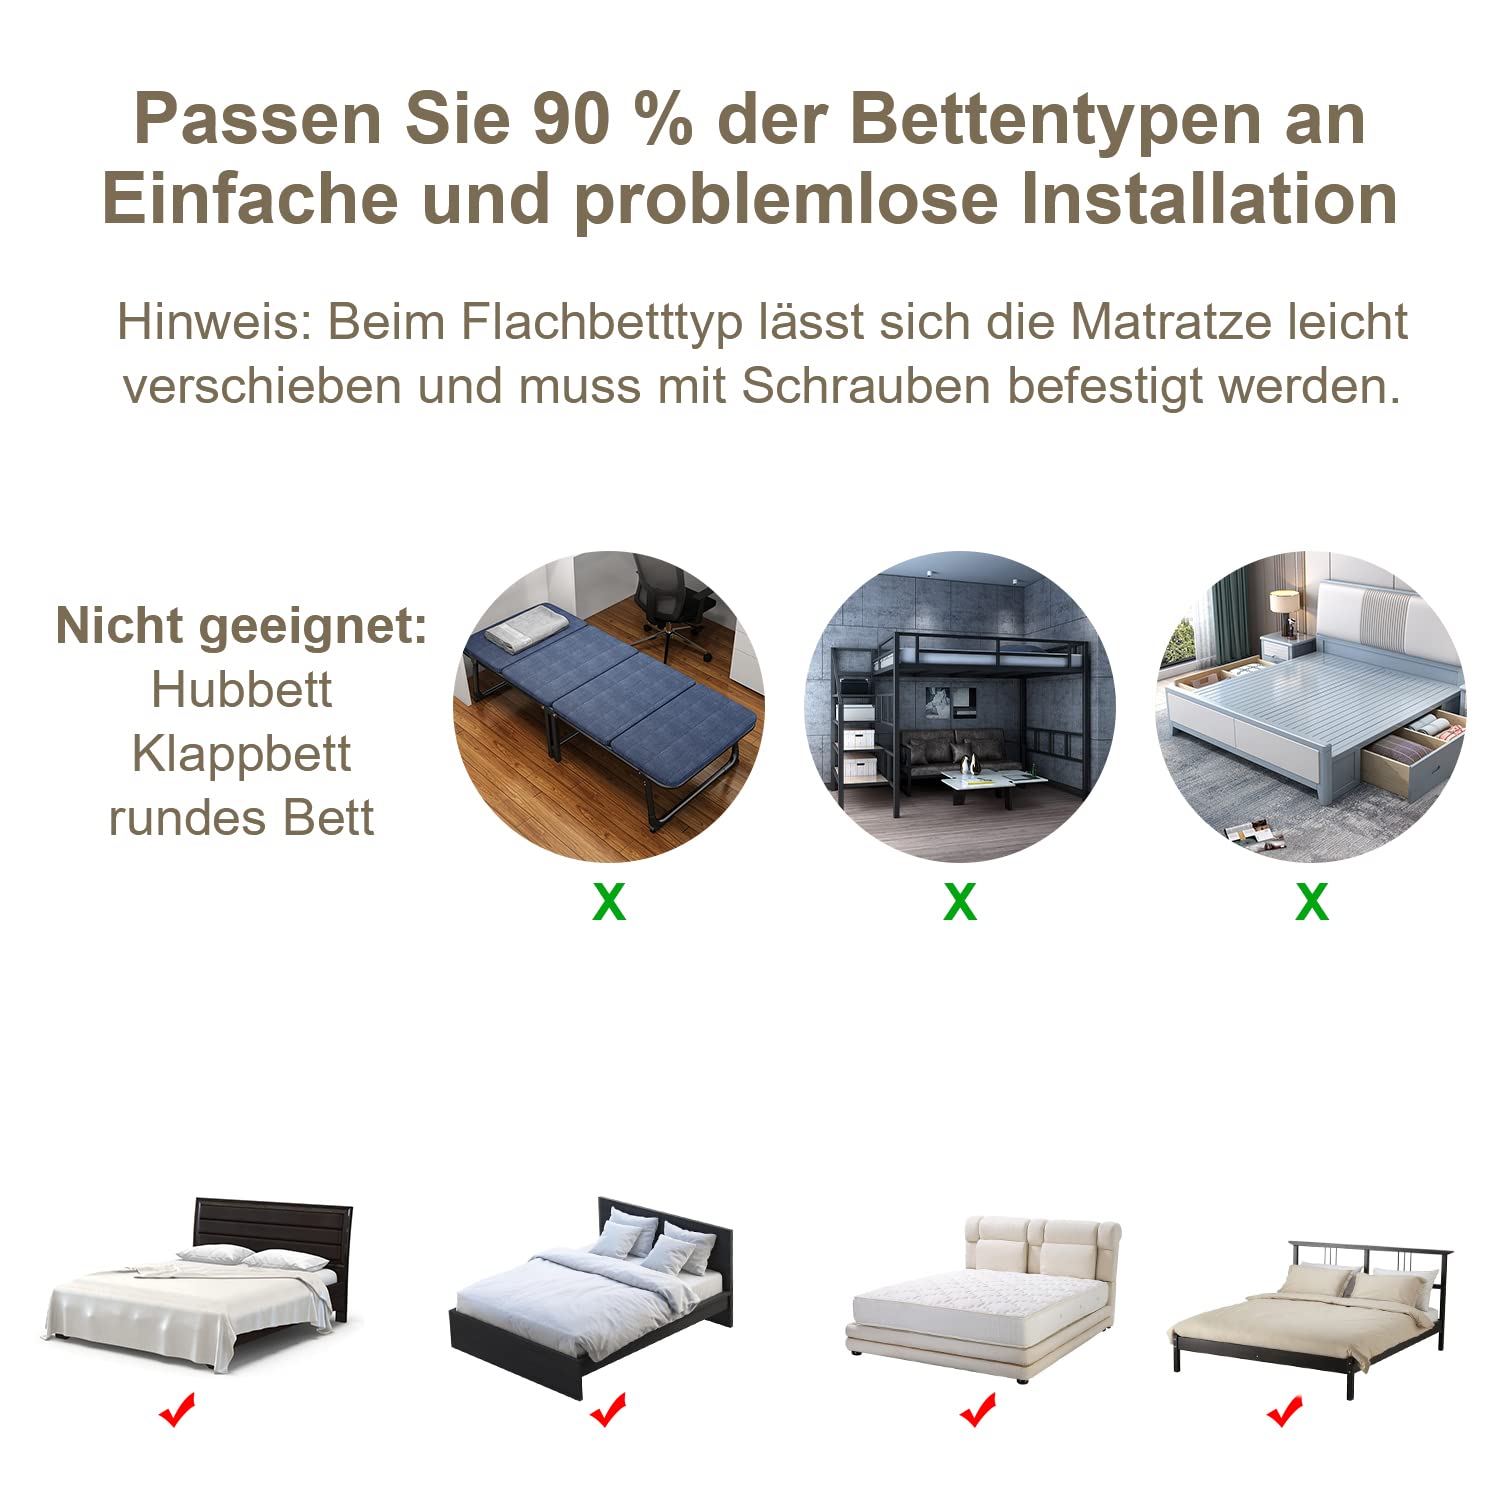 Passen Sie 90 % der Bettentypen an
Einfache und problemlose Installation
Hinweis: Beim Flachbetttyp lässt sich die Matratze leicht
verschieben und muss mit Schrauben befestigt werden.
Nicht geeignet:
Hubbett
Klappbett
rundes Bett
X
X
X